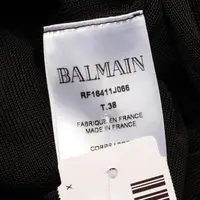 BALMAIN
RF16411J066
T.38
FABRIQUE EN FRANCE
MADE IN FRANCE